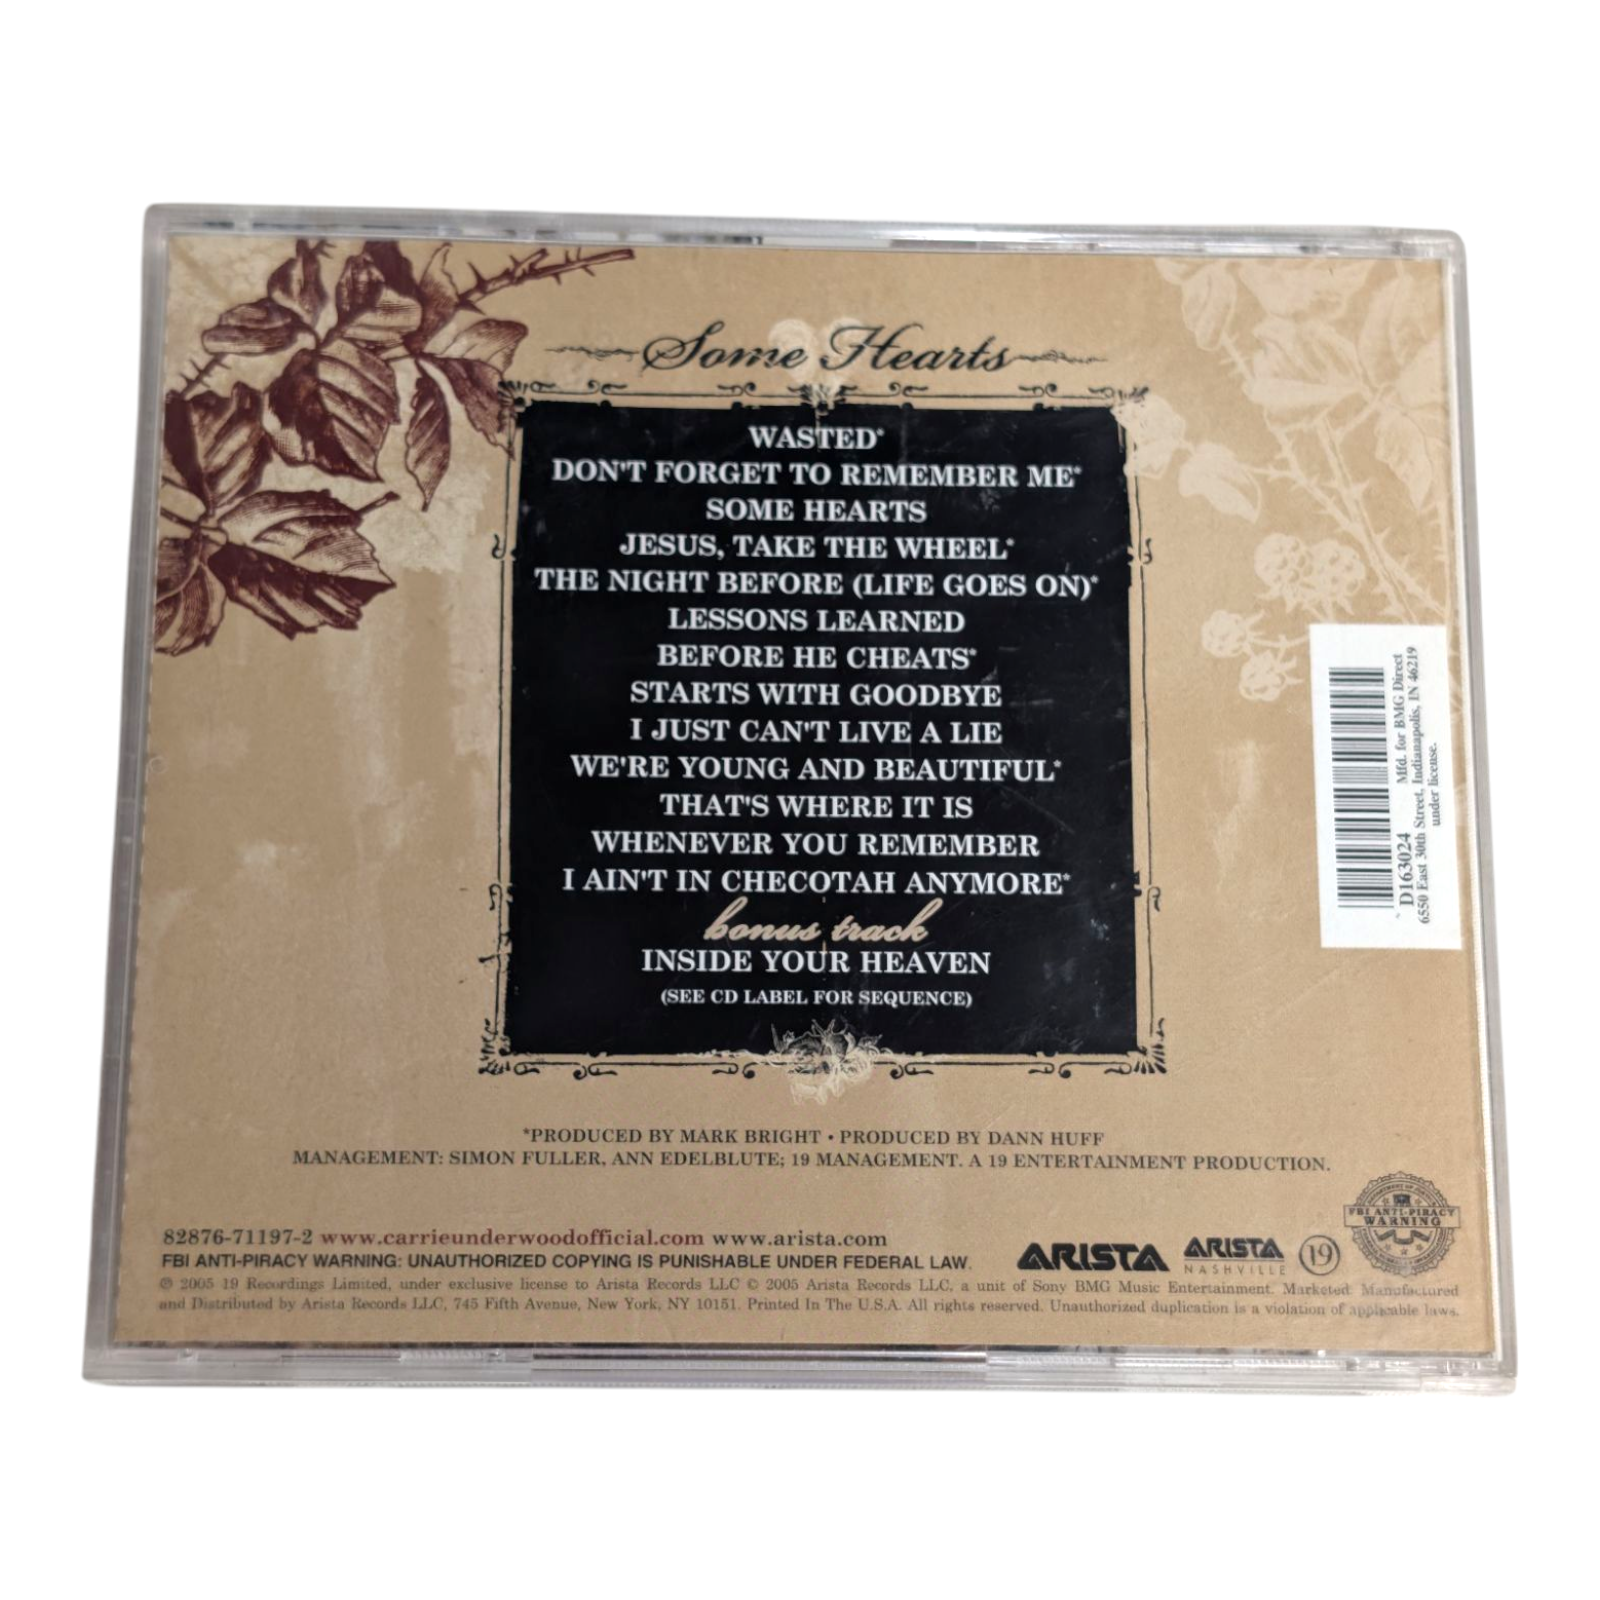 Some Hearts
WASTED*
DON'T FORGET TO REMEMBER ME*
SOME HEARTS
JESUS, TAKE THE WHEEL*
THE NIGHT BEFORE (LIFE GOES ON)*
LESSONS LEARNED
BEFORE HE CHEATS*
STARTS WITH GOODBYE
I JUST CAN'T LIVE A LIE
WE'RE YOUNG AND BEAUTIFUL*
THAT'S WHERE IT IS
WHENEVER YOU REMEMBER
I AIN'T IN CHECOTAH ANYMORE*
bonus track
INSIDE YOUR HEAVEN
(SEE CD LABEL FOR SEQUENCE)
D163024 Mfd. for BMG Direct
6550 East 30th Street, Indianapolis, IN 46219
under license.
*PRODUCED BY MARK BRIGHT • PRODUCED BY DANN HUFF
MANAGEMENT: SIMON FULLER, ANN EDELBLUTE; 19 MANAGEMENT. A 19 ENTERTAINMENT PRODUCTION.
82876-71197-2 www.carrieunderwoodofficial.com www.arista.com
FBI ANTI-PIRACY WARNING: UNAUTHORIZED COPYING IS PUNISHABLE UNDER FEDERAL LAW.
℗ 2005 19 Recordings Limited, under exclusive license to Arista Records LLC © 2005 Arista Records LLC, a unit of Sony BMG Music Entertainment. Marketed Manufactured
and Distributed by Arista Records LLC, 745 Fifth Avenue, New York, NY 10151. Printed In The U.S.A. All rights reserved. Unauthorized duplication is a violation of applicable laws.
ARISTA
ARISTA
NASHVILLE
19
FBI ANTI-PIRACY
WARNING